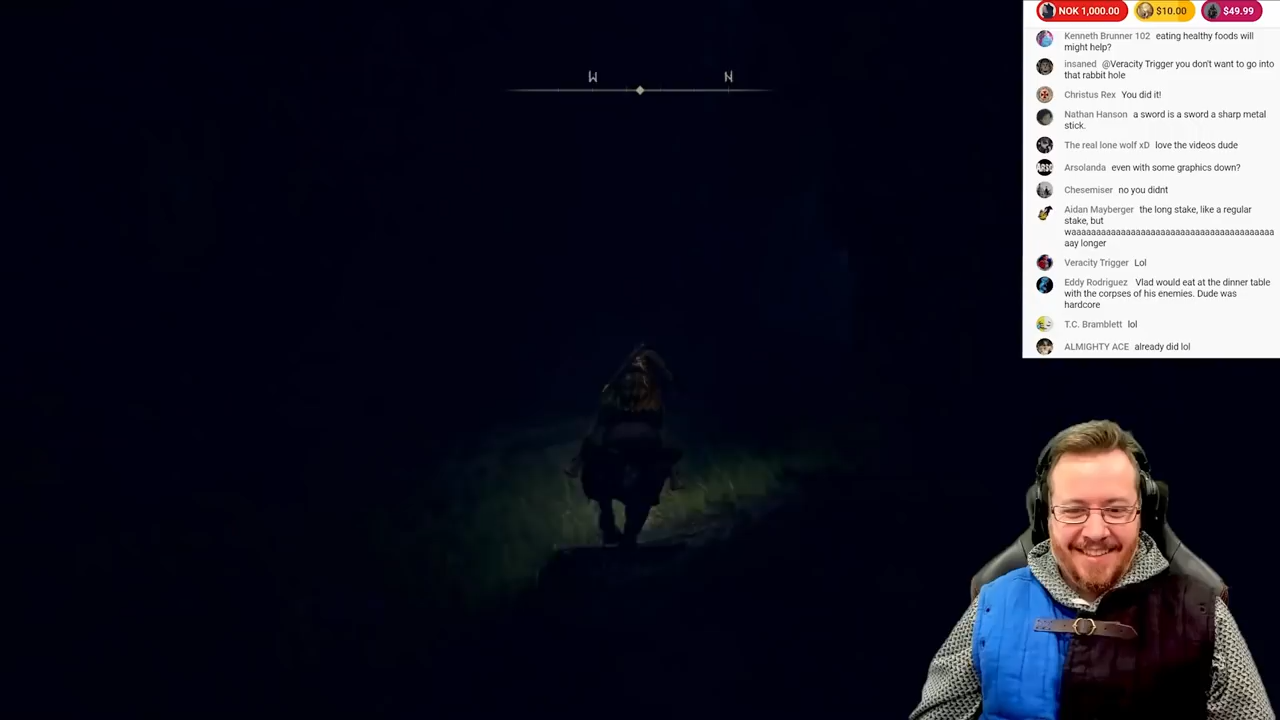 NOK 1,000.00 $10.00 $49.99
W N
Kenneth Brunner 102 eating healthy foods will
might help?
insaned @Veracity Trigger you don't want to go into
that rabbit hole
Christus Rex You did it!
Nathan Hanson a sword is a sword a sharp metal
stick.
The real lone wolf xD love the videos dude
ARSO Arsolanda even with some graphics down?
Chesemiser no you didnt
Aidan Mayberger the long stake, like a regular
stake, but
waaaaaaaaaaaaaaaaaaaaaaaaaaaaaaaaaaaaaaaaa
aay longer
Veracity Trigger Lol
Eddy Rodriguez Vlad would eat at the dinner table
with the corpses of his enemies. Dude was
hardcore
T.C. Bramblett lol
ALMIGHTY ACE already did lol